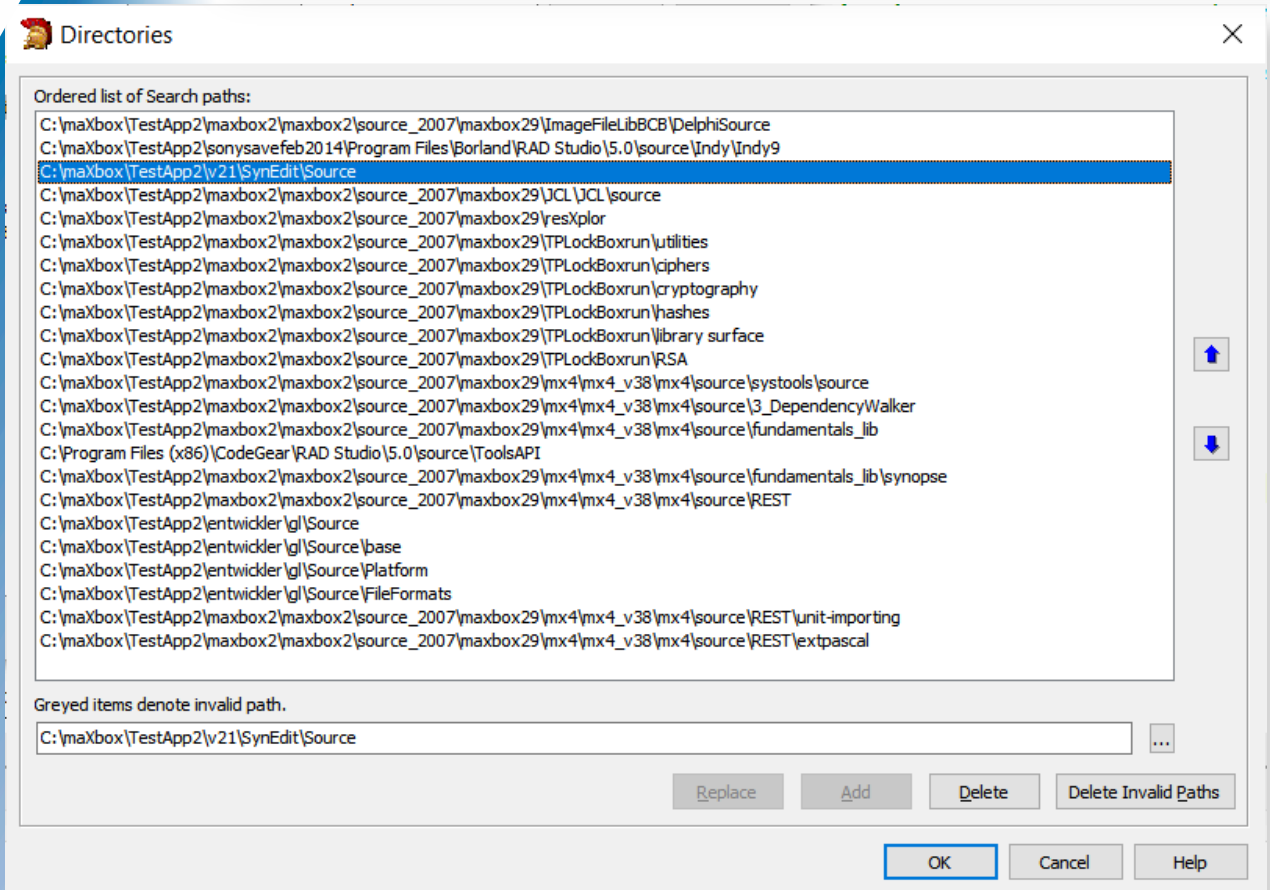 Directories
Ordered list of Search paths:
C:\maXbox\TestApp2\maxbox2\maxbox2\source_2007\maxbox29\ImageFileLibBCB\DelphiSource
C:\maXbox\TestApp2\sonysavefeb2014\Program Files\Borland\RAD Studio\5.0\source\Indy\Indy9
C:\maXbox\TestApp2\v21\SynEdit\Source
C:\maXbox\TestApp2\maxbox2\maxbox2\source_2007\maxbox29\JCL\JCL\source
C:\maXbox\TestApp2\maxbox2\maxbox2\source_2007\maxbox29\resXplor
C:\maXbox\TestApp2\maxbox2\maxbox2\source_2007\maxbox29\TPLockBoxrun\utilities
C:\maXbox\TestApp2\maxbox2\maxbox2\source_2007\maxbox29\TPLockBoxrun\ciphers
C:\maXbox\TestApp2\maxbox2\maxbox2\source_2007\maxbox29\TPLockBoxrun\cryptography
C:\maXbox\TestApp2\maxbox2\maxbox2\source_2007\maxbox29\TPLockBoxrun\hashes
C:\maXbox\TestApp2\maxbox2\maxbox2\source_2007\maxbox29\TPLockBoxrun\library surface
C:\maXbox\TestApp2\maxbox2\maxbox2\source_2007\maxbox29\TPLockBoxrun\RSA
C:\maXbox\TestApp2\maxbox2\maxbox2\source_2007\maxbox29\mx4\mx4_v38\mx4\source\systools\source
C:\maXbox\TestApp2\maxbox2\maxbox2\source_2007\maxbox29\mx4\mx4_v38\mx4\source\3_DependencyWalker
C:\maXbox\TestApp2\maxbox2\maxbox2\source_2007\maxbox29\mx4\mx4_v38\mx4\source\fundamentals_lib
C:\Program Files (x86)\CodeGear\RAD Studio\5.0\source\ToolsAPI
C:\maXbox\TestApp2\maxbox2\maxbox2\source_2007\maxbox29\mx4\mx4_v38\mx4\source\fundamentals_lib\synopse
C:\maXbox\TestApp2\maxbox2\maxbox2\source_2007\maxbox29\mx4\mx4_v38\mx4\source\REST
C:\maXbox\TestApp2\entwickler\gl\Source
C:\maXbox\TestApp2\entwickler\gl\Source\base
C:\maXbox\TestApp2\entwickler\gl\Source\Platform
C:\maXbox\TestApp2\entwickler\gl\Source\FileFormats
C:\maXbox\TestApp2\maxbox2\maxbox2\source_2007\maxbox29\mx4\mx4_v38\mx4\source\REST\unit-importing
C:\maXbox\TestApp2\maxbox2\maxbox2\source_2007\maxbox29\mx4\mx4_v38\mx4\source\REST\extpascal
Greyed items denote invalid path.
C:\maXbox\TestApp2\v21\SynEdit\Source
...
Replace Add Delete Delete Invalid Paths
OK Cancel Help